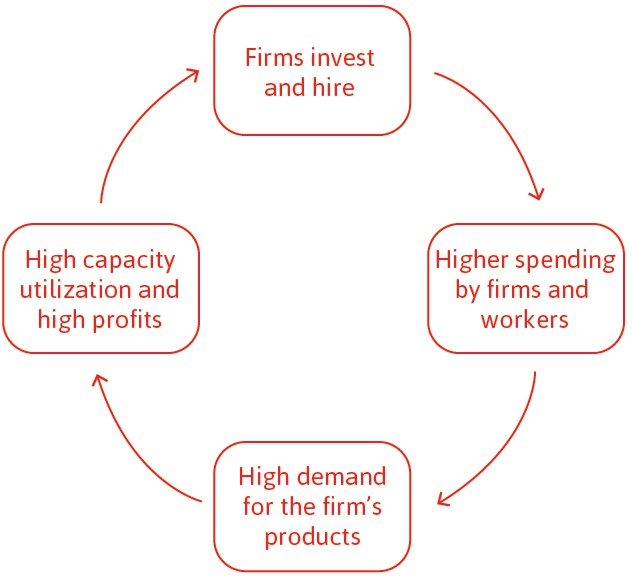 Firms invest
and hire
Higher spending
by firms and
workers
High demand
for the firm’s
products
High capacity
utilization and
high profits